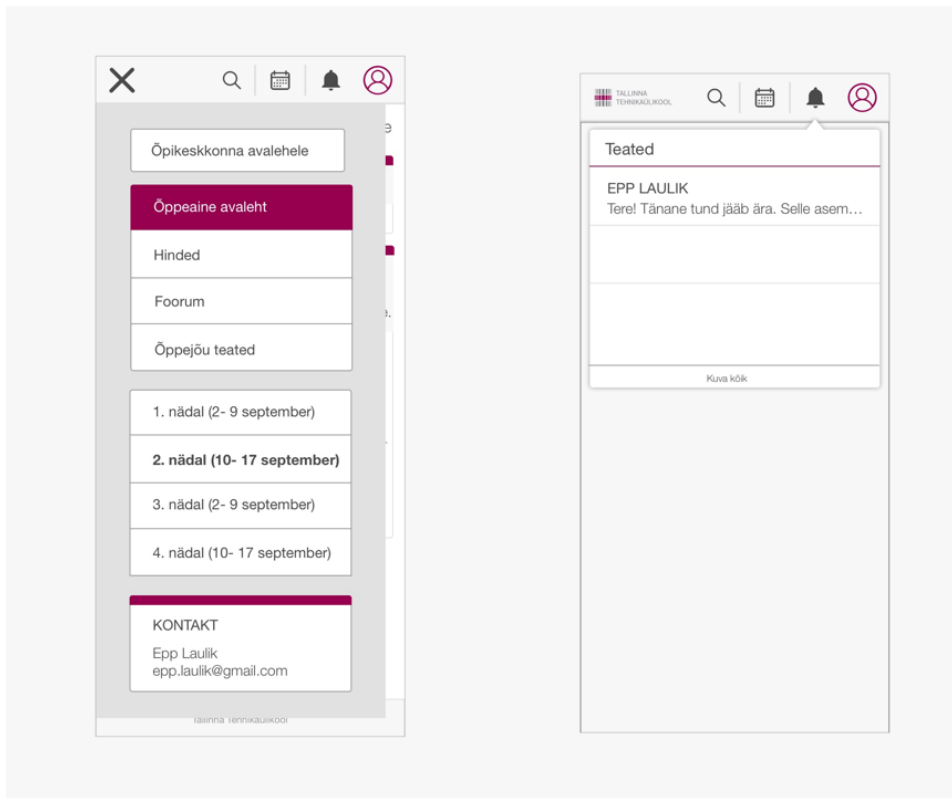 e
Õpikeskkonna avalehele
Õppeaine avaleht
Hinded
Foorum
e.
Õppejõu teated
1. nädal (2- 9 september)
2. nädal (10- 17 september)
3. nädal (2- 9 september)
4. nädal (10- 17 september)
KONTAKT
Epp Laulik
epp.laulik@gmail.com
Tallinna Tehnikaülikool
TALLINNA
TEHNIKAÜLIKOOL
Teated
EPP LAULIK
Tere! Tänane tund jääb ära. Selle asem...
Kuva kõik